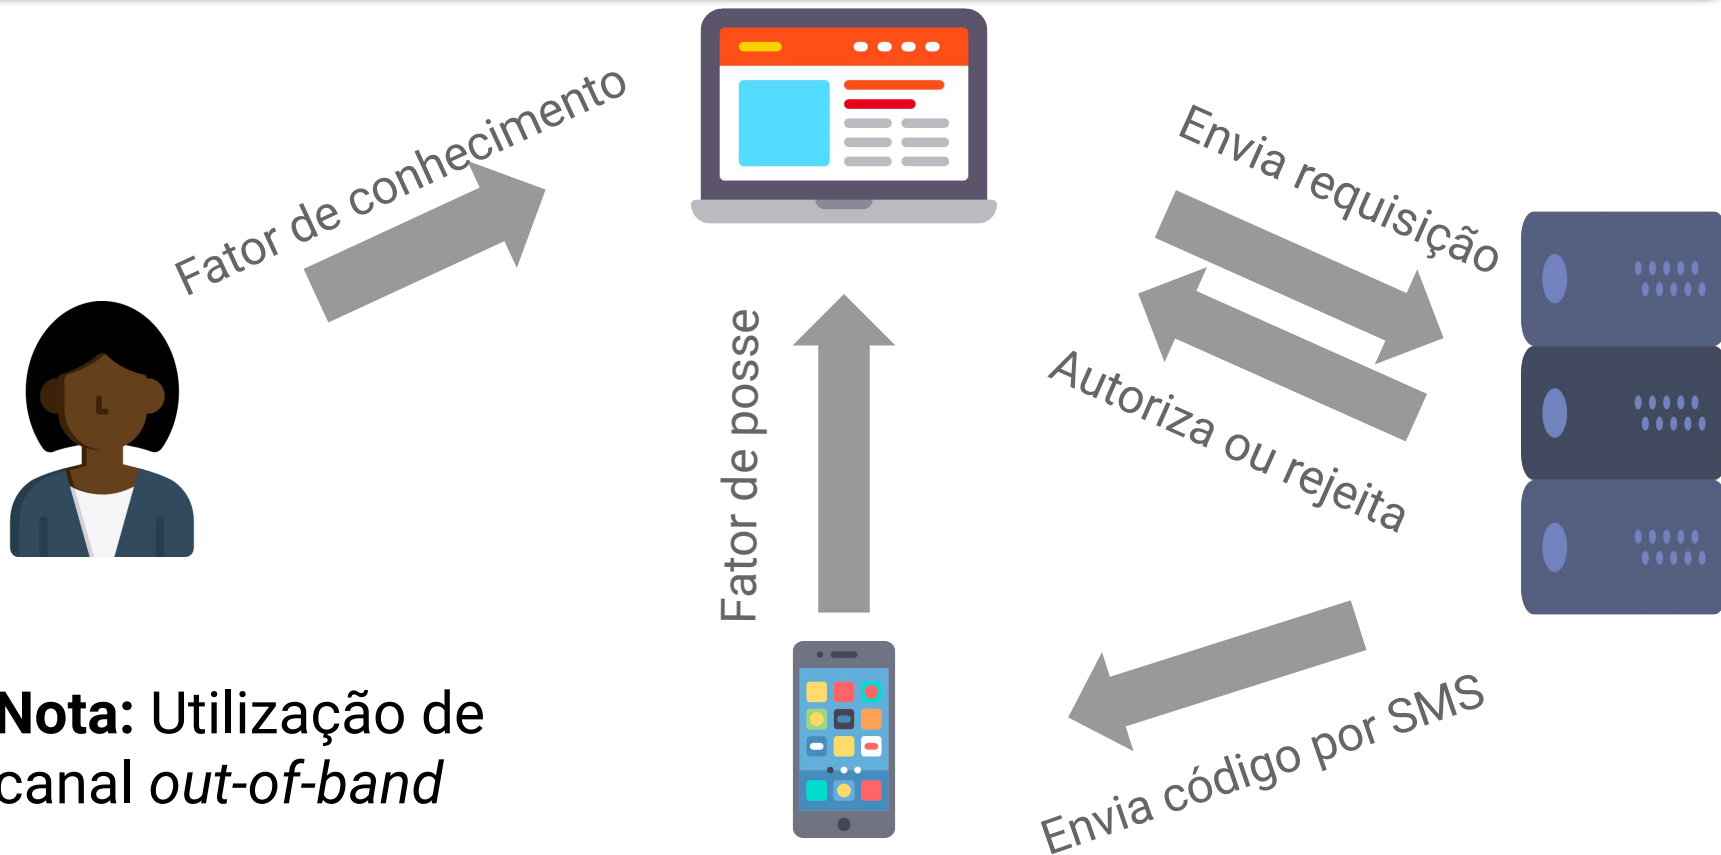 Fator de conhecimento
Envia requisição
Fator de posse
Autoriza ou rejeita
Envia código por SMS
Nota: Utilização de
canal out-of-band